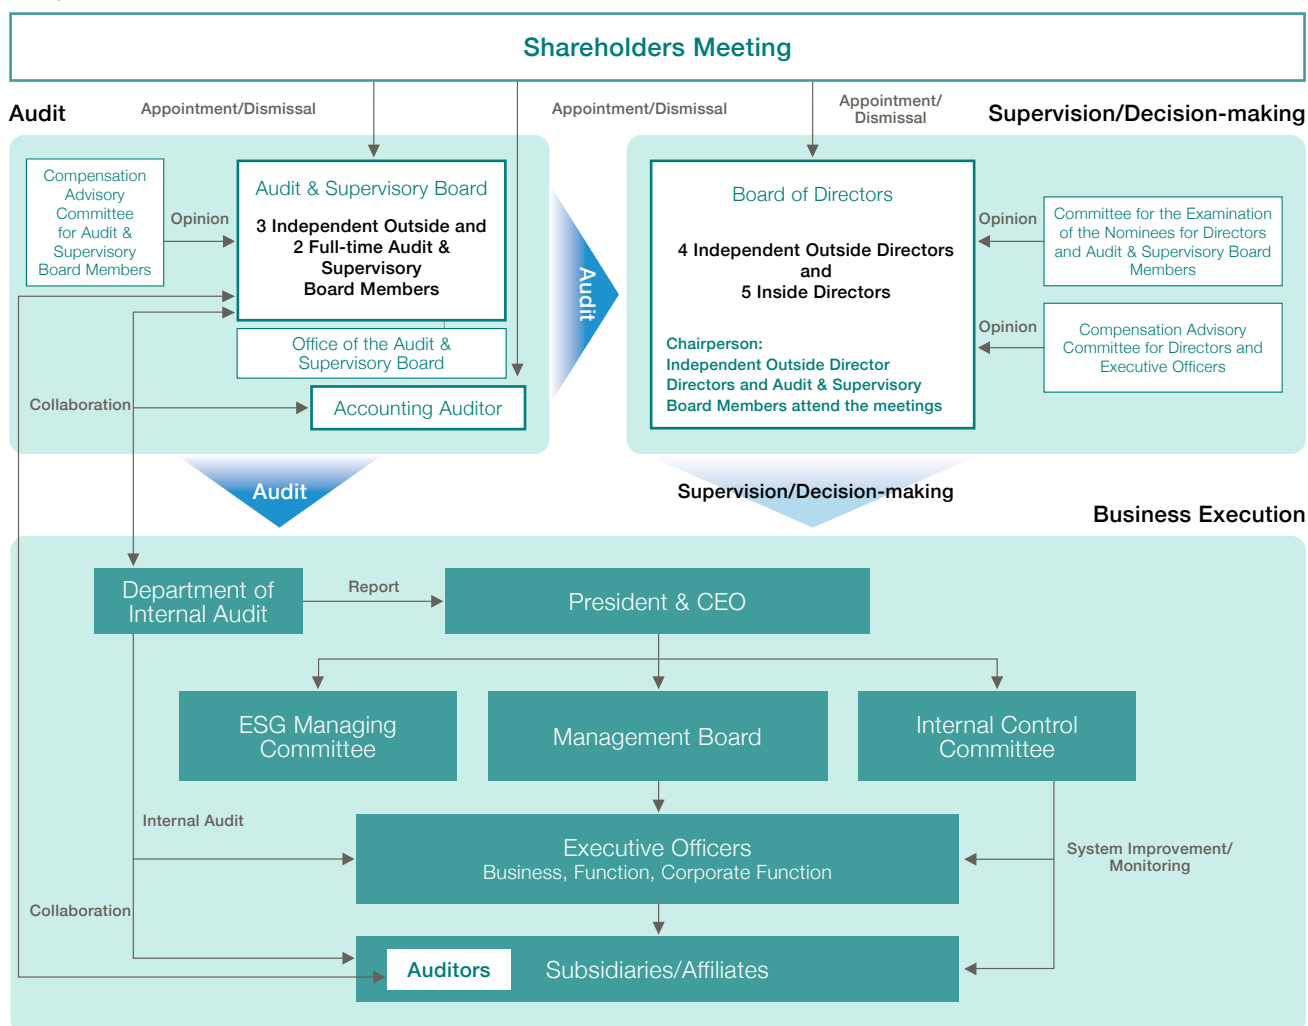 Shareholders Meeting
Appointment/Dismissal
Appointment/Dismissal
Appointment/
Dismissal
Audit
Supervision/Decision-making
Compensation
Advisory
Committee
for Audit &
Supervisory
Board Members
Opinion
Audit & Supervisory Board
3 Independent Outside and
2 Full-time Audit &
Supervisory
Board Members
Office of the Audit &
Supervisory Board
Collaboration
Accounting Auditor
Audit
Board of Directors
4 Independent Outside Directors
and
5 Inside Directors
Chairperson:
Independent Outside Director
Directors and Audit & Supervisory
Board Members attend the meetings
Opinion
Committee for the Examination
of the Nominees for Directors
and Audit & Supervisory Board
Members
Opinion
Compensation Advisory
Committee for Directors and
Executive Officers
Audit
Supervision/Decision-making
Business Execution
Department of
Internal Audit
Report
President & CEO
ESG Managing
Committee
Management Board
Internal Control
Committee
Internal Audit
Executive Officers
Business, Function, Corporate Function
System Improvement/
Monitoring
Collaboration
Auditors
Subsidiaries/Affiliates